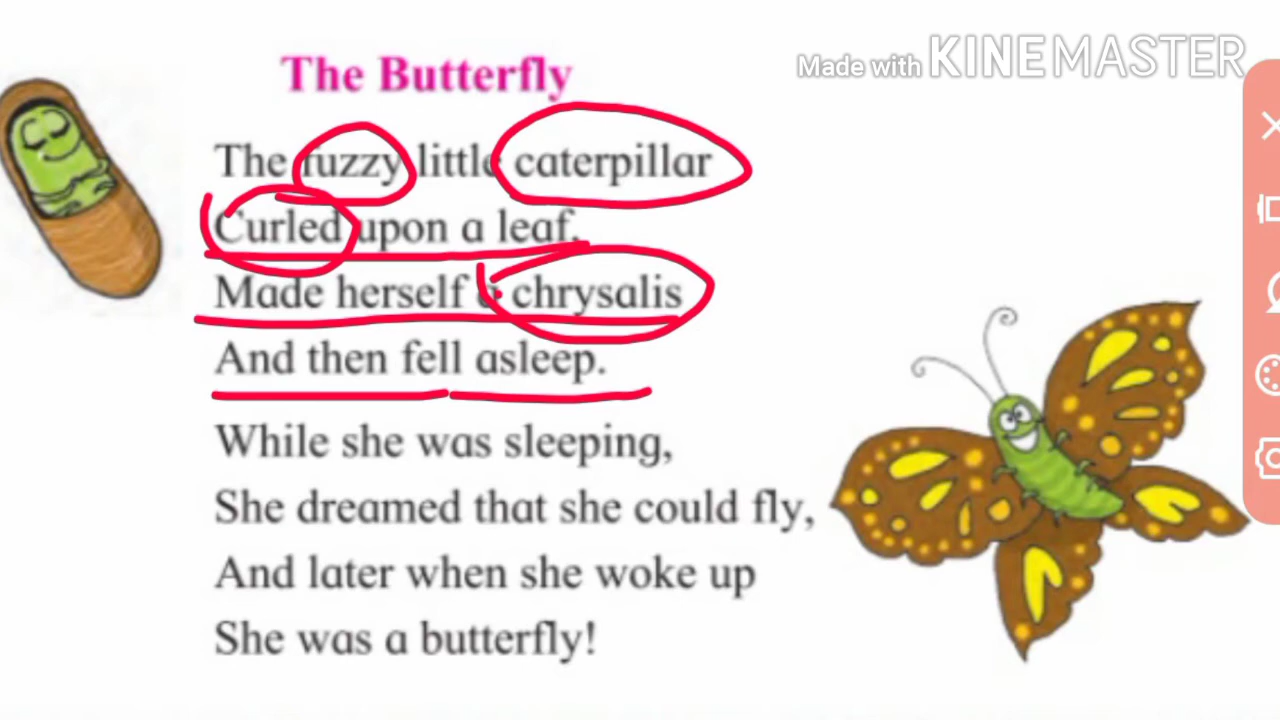 Made with KINEMASTER
The Butterfly
The fuzzy little caterpillar
Curled upon a leaf.
Made herself a chrysalis
And then fell asleep.
While she was sleeping,
She dreamed that she could fly,
And later when she woke up
She was a butterfly!